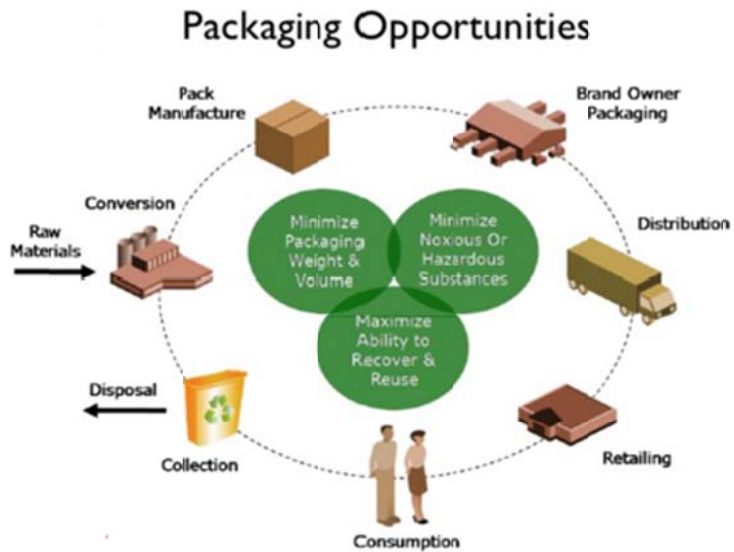 Packaging Opportunities
Pack
Manufacture
Brand Owner
Packaging
Conversion
Raw
Materials
Distribution
Minimize
Packaging
Weight &
Volume
Minimize
Noxious Or
Hazardous
Substances
Maximize
Ability to
Recover &
Reuse
Disposal
Collection
Retailing
Consumption